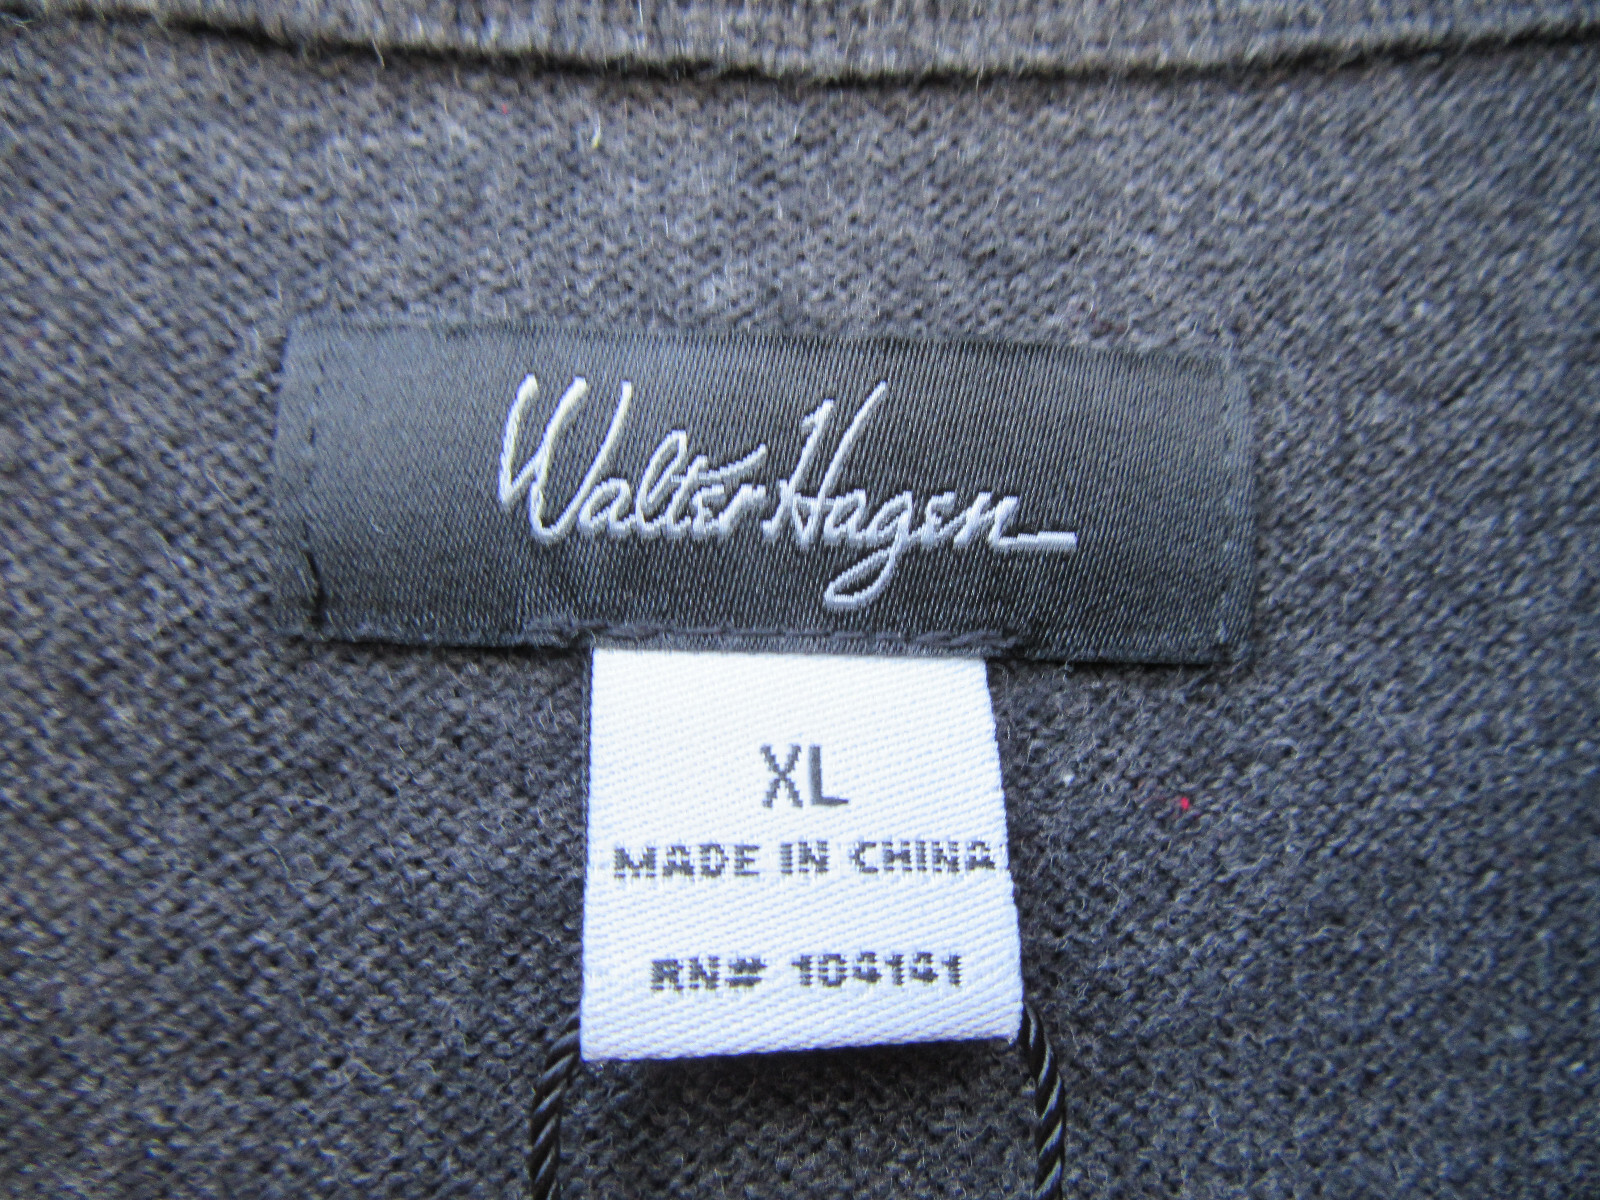 Walter Hagen
XL
MADE IN CHINA
RN# 104141